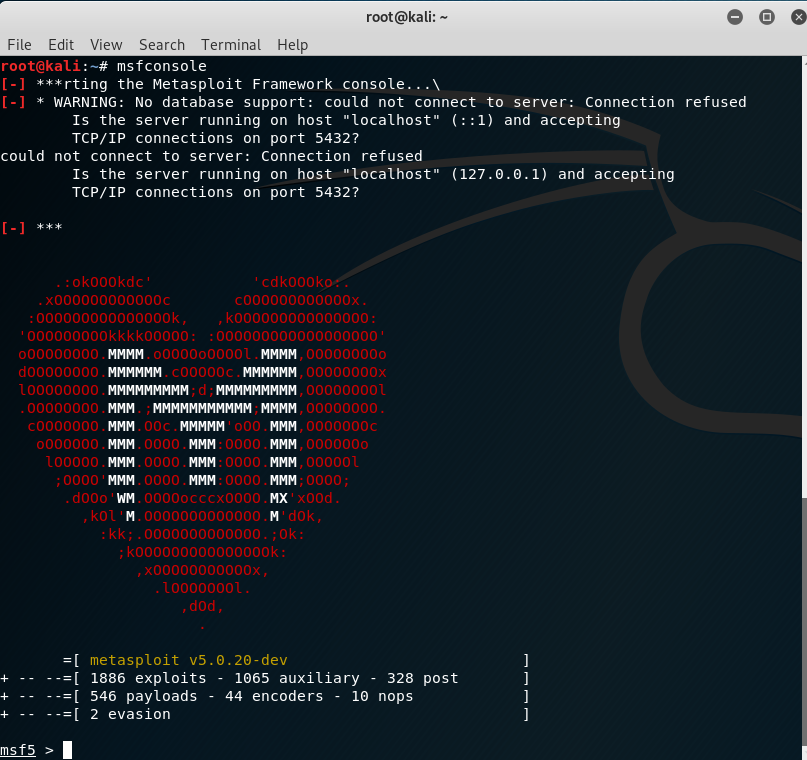 root@kali: ~
File Edit View Search Terminal Help
root@kali:~# msfconsole
[-] ***rting the Metasploit Framework console...\
[-] * WARNING: No database support: could not connect to server: Connection refused
        Is the server running on host "localhost" (::1) and accepting
        TCP/IP connections on port 5432?
could not connect to server: Connection refused
        Is the server running on host "localhost" (127.0.0.1) and accepting
        TCP/IP connections on port 5432?
[-] ***
      .:okOOOkdc'           'cdkOOOko:.
    .xOOOOOOOOOOOOc       cOOOOOOOOOOOOx.
   :OOOOOOOOOOOOOOOk,   ,kOOOOOOOOOOOOOOO:
  'OOOOOOOOOkkkkOOOOO: :OOOOOOOOOOOOOOOOOO'
  oOOOOOOOO.MMMM.oOOOOoOOOOl.MMMM,OOOOOOOOo
  dOOOOOOOO.MMMMMM.cOOOOOc.MMMMMM,OOOOOOOOx
  lOOOOOOOO.MMMMMMMMM;d;MMMMMMMMM,OOOOOOOOl
  .OOOOOOOO.MMM.;MMMMMMMMMMM;MMMM,OOOOOOOO.
   cOOOOOOO.MMM.OOc.MMMMM'oOO.MMM,OOOOOOOc
    oOOOOOO.MMM.OOOO.MMM:OOOO.MMM,OOOOOOo
     lOOOOO.MMM.OOOO.MMM:OOOO.MMM,OOOOOl
      ;OOOO'MMM.OOOO.MMM:OOOO.MMM;OOOO;
       .dOOo'WM.OOOOocccxOOOO.MX'xOOd.
         ,kOl'M.OOOOOOOOOOOOO.M'dOk,
           :kk;.OOOOOOOOOOOOO.;Ok:
             ;kOOOOOOOOOOOOOOOk:
               ,xOOOOOOOOOOOx,
                 .lOOOOOOOl.
                    ,dOd,
                      .
       =[ metasploit v5.0.20-dev                          ]
+ -- --=[ 1886 exploits - 1065 auxiliary - 328 post       ]
+ -- --=[ 546 payloads - 44 encoders - 10 nops            ]
+ -- --=[ 2 evasion                                       ]
msf5 >